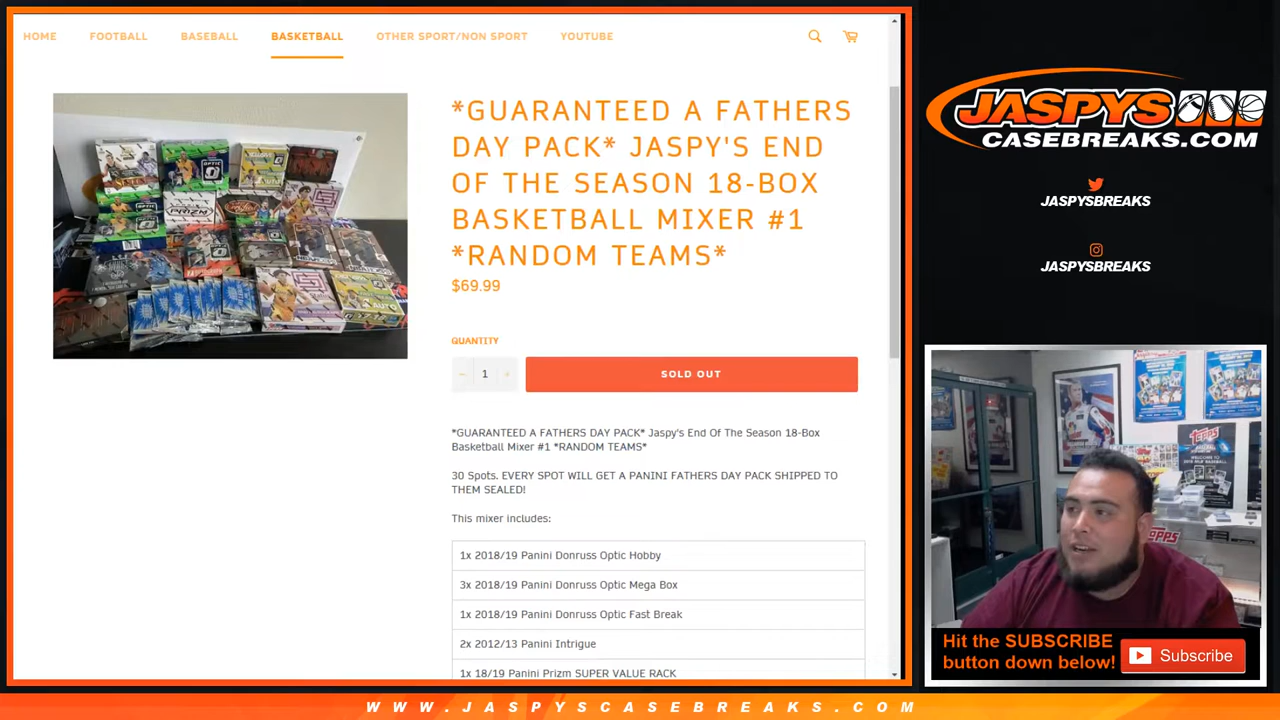 HOME FOOTBALL BASEBALL BASKETBALL OTHER SPORT/NON SPORT YOUTUBE
*GUARANTEED A FATHERS
DAY PACK* JASPY'S END
OF THE SEASON 18-BOX
BASKETBALL MIXER #1
*RANDOM TEAMS*
$69.99
QUANTITY
− 1 +
SOLD OUT
*GUARANTEED A FATHERS DAY PACK* Jaspy's End Of The Season 18-Box
Basketball Mixer #1 *RANDOM TEAMS*
30 Spots. EVERY SPOT WILL GET A PANINI FATHERS DAY PACK SHIPPED TO
THEM SEALED!
This mixer includes:
1x 2018/19 Panini Donruss Optic Hobby
3x 2018/19 Panini Donruss Optic Mega Box
1x 2018/19 Panini Donruss Optic Fast Break
2x 2012/13 Panini Intrigue
1x 18/19 Panini Prizm SUPER VALUE RACK
JASPYS
CASEBREAKS.COM
JASPYSBREAKS
JASPYSBREAKS
TOPPS
TOPPS
Hit the SUBSCRIBE
button down below!
Subscribe
WWW.JASPYSCASEBREAKS.COM
OPTIC
PRIZM
AUTO